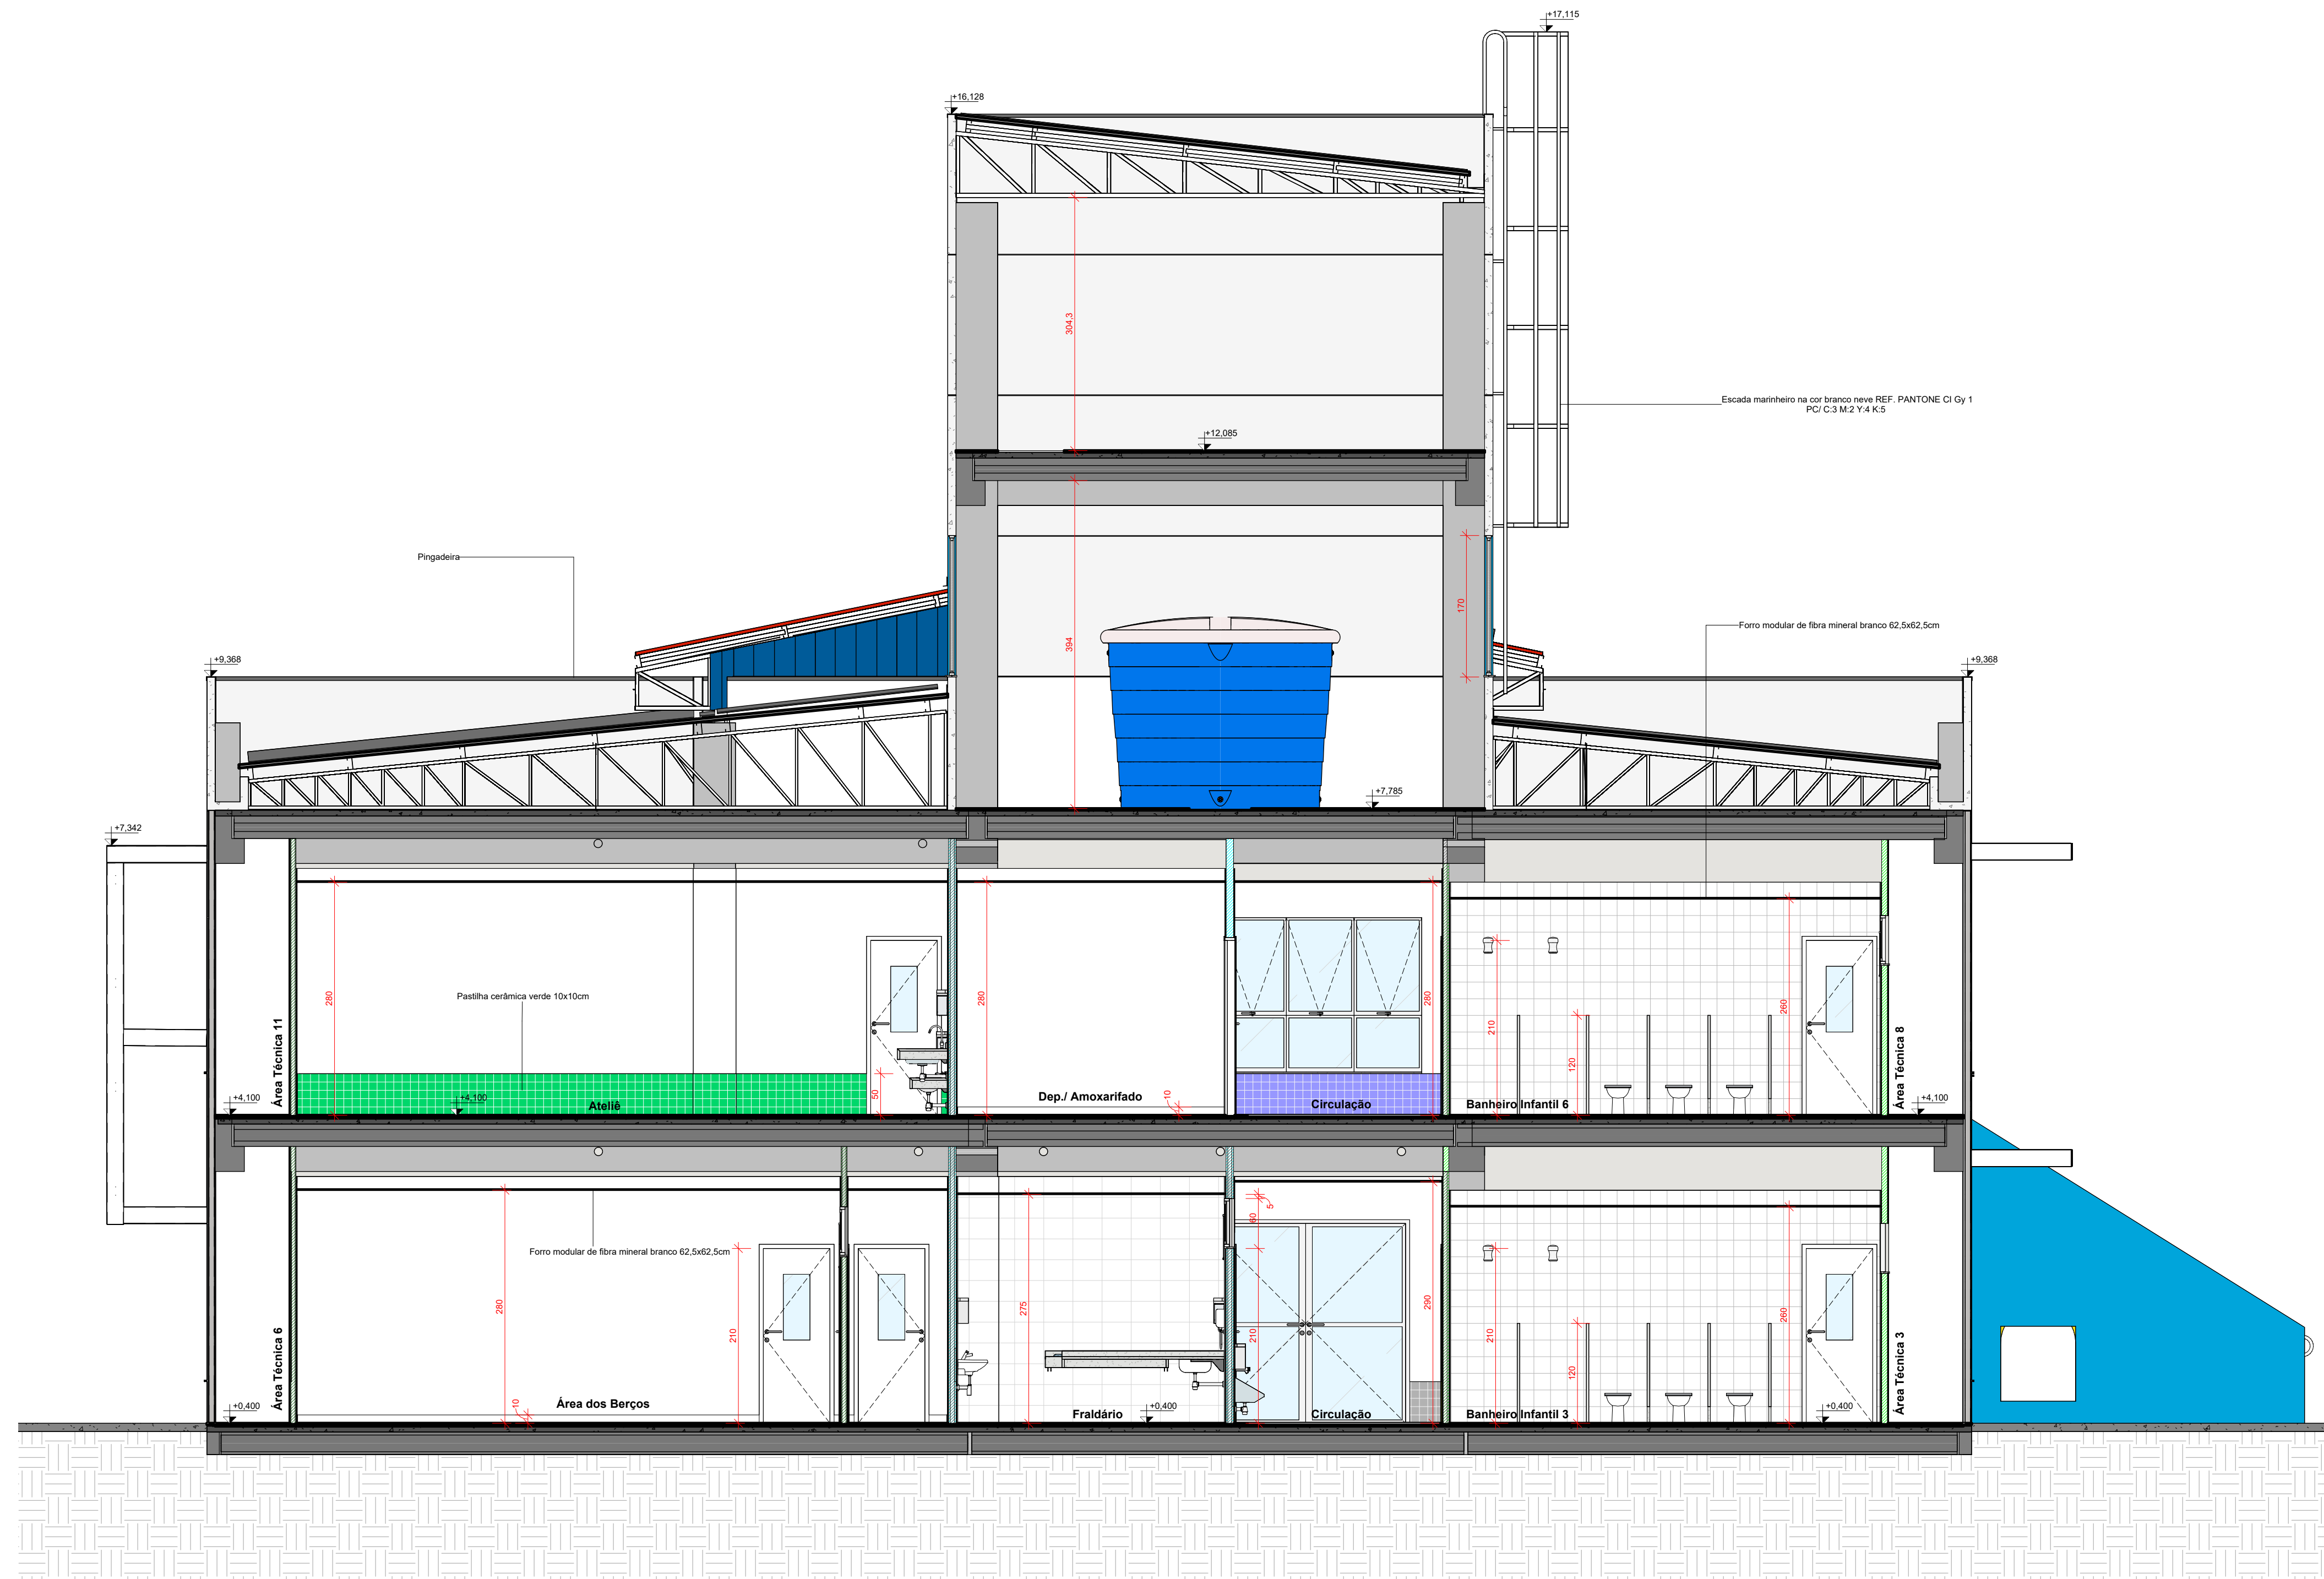 +17,115
+16,128
304,3
Escada marinheiro na cor branco neve REF. PANTONE Cl Gy 1
PC/ C:3 M:2 Y:4 K:5
+12,085
Pingadeira
170
394
Forro modular de fibra mineral branco 62,5x62,5cm
+9,368
+9,368
+7,785
+7,342
280
280
280
210
120
260
Pastilha cerâmica verde 10x10cm
50
10
Área Técnica 11
+4,100
+4,100
Ateliê
Dep./ Amoxarifado
Circulação
Banheiro Infantil 6
Área Técnica 8
+4,100
Forro modular de fibra mineral branco 62,5x62,5cm
280
210
275
5
60
210
290
210
120
260
10
Área Técnica 6
+0,400
Área dos Berços
Fraldário
+0,400
Circulação
Banheiro Infantil 3
+0,400
Área Técnica 3